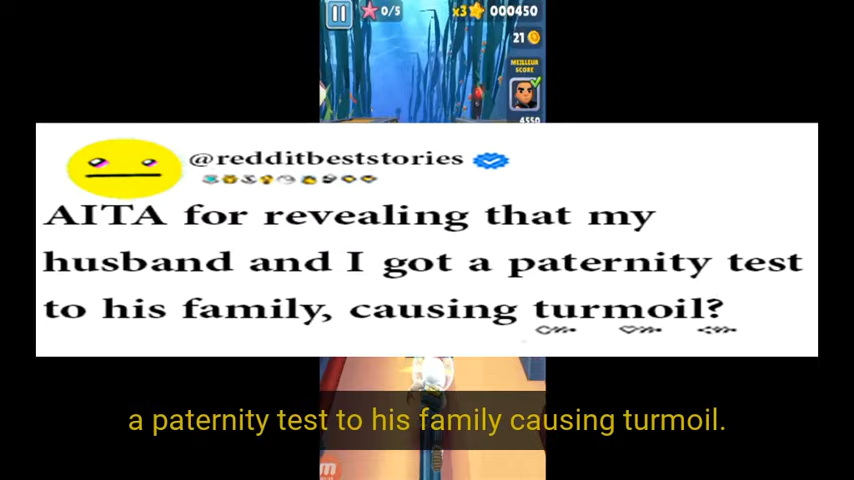 0/5
x3 000450
21
MEILLEUR
SCORE
4550
@redditbeststories
AITA for revealing that my
husband and I got a paternity test
to his family, causing turmoil?
a paternity test to his family causing turmoil.